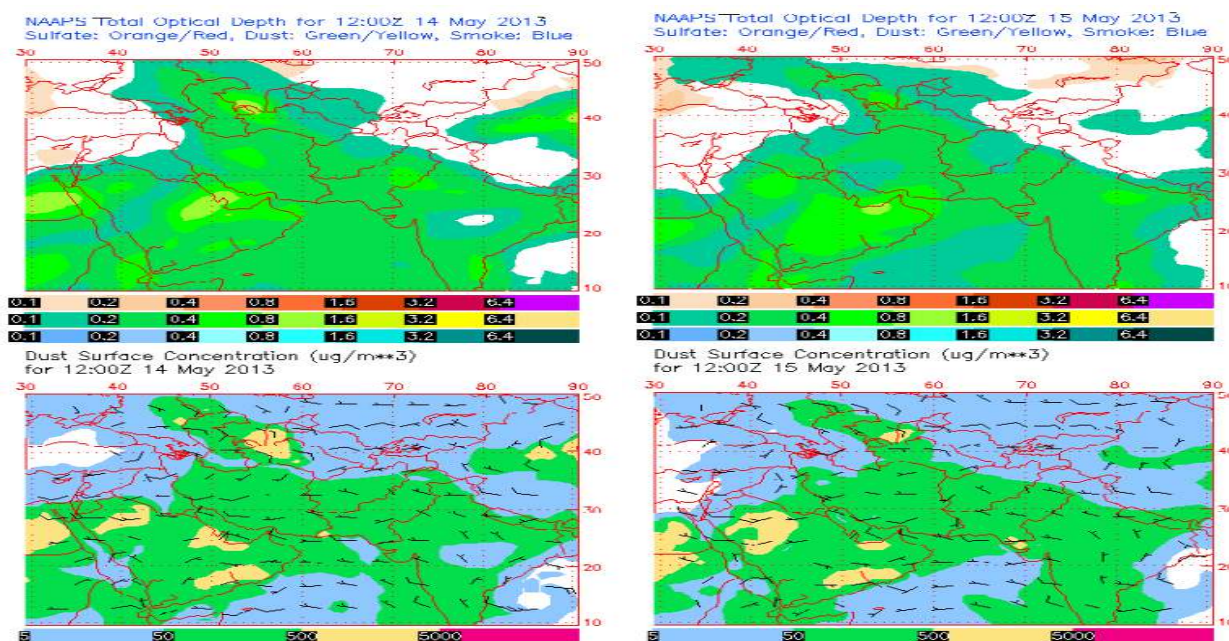 NAAPS Total Optical Depth for 12:00Z 14 May 2013
Sulfate: Orange/Red, Dust: Green/Yellow, Smoke: Blue
30 40 50 60 70 80 90
50
40
30
20
10
0.1 0.2 0.4 0.8 1.6 3.2 6.4
0.1 0.2 0.4 0.8 1.6 3.2 6.4
0.1 0.2 0.4 0.8 1.6 3.2 6.4
Dust Surface Concentration (ug/m**3)
for 12:00Z 14 May 2013
30 40 50 60 70 80 90
50
40
30
20
10
5 50 500 5000
NAAPS Total Optical Depth for 12:00Z 15 May 2013
Sulfate: Orange/Red, Dust: Green/Yellow, Smoke: Blue
30 40 50 60 70 80 90
50
40
30
20
10
0.1 0.2 0.4 0.8 1.6 3.2 6.4
0.1 0.2 0.4 0.8 1.6 3.2 6.4
0.1 0.2 0.4 0.8 1.6 3.2 6.4
Dust Surface Concentration (ug/m**3)
for 12:00Z 15 May 2013
30 40 50 60 70 80 90
50
40
30
20
10
5 50 500 5000